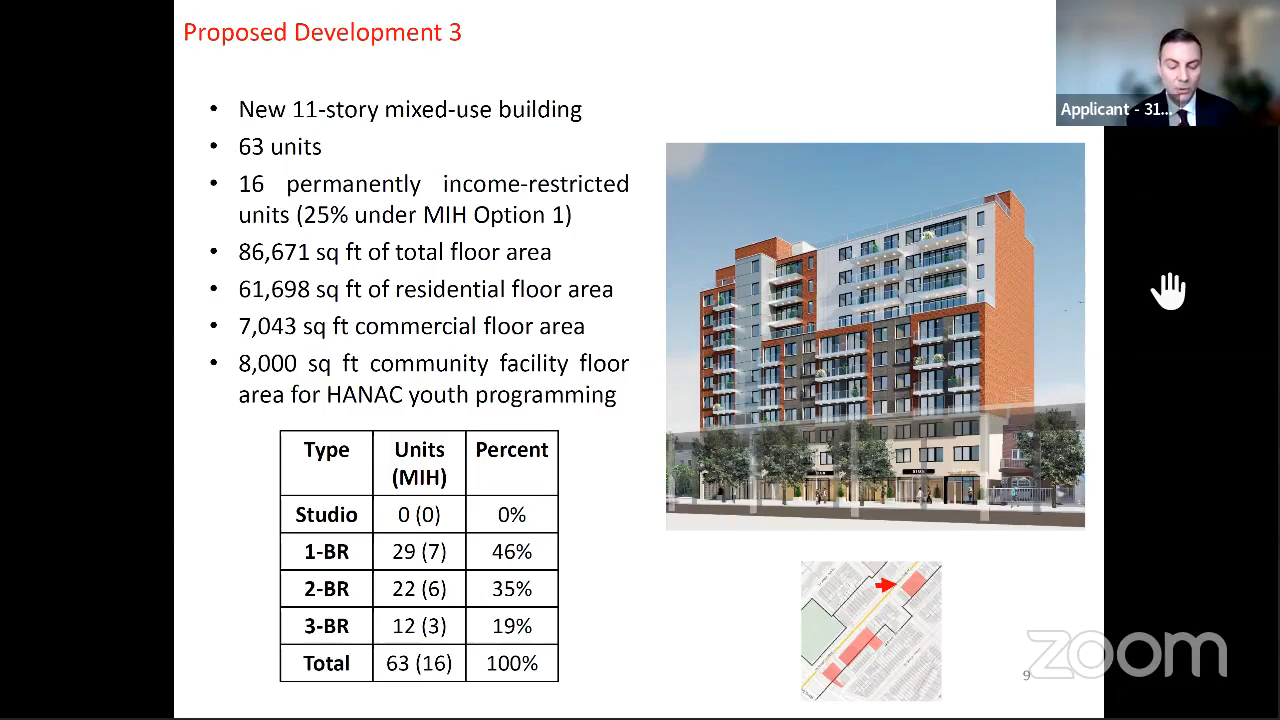 Proposed Development 3
Applicant - 31...
• New 11-story mixed-use building
• 63 units
• 16 permanently income-restricted
units (25% under MIH Option 1)
• 86,671 sq ft of total floor area
• 61,698 sq ft of residential floor area
• 7,043 sq ft commercial floor area
• 8,000 sq ft community facility floor
area for HANAC youth programming
Type Units (MIH) Percent
Studio 0 (0) 0%
1-BR 29 (7) 46%
2-BR 22 (6) 35%
3-BR 12 (3) 19%
Total 63 (16) 100%
zoom
9